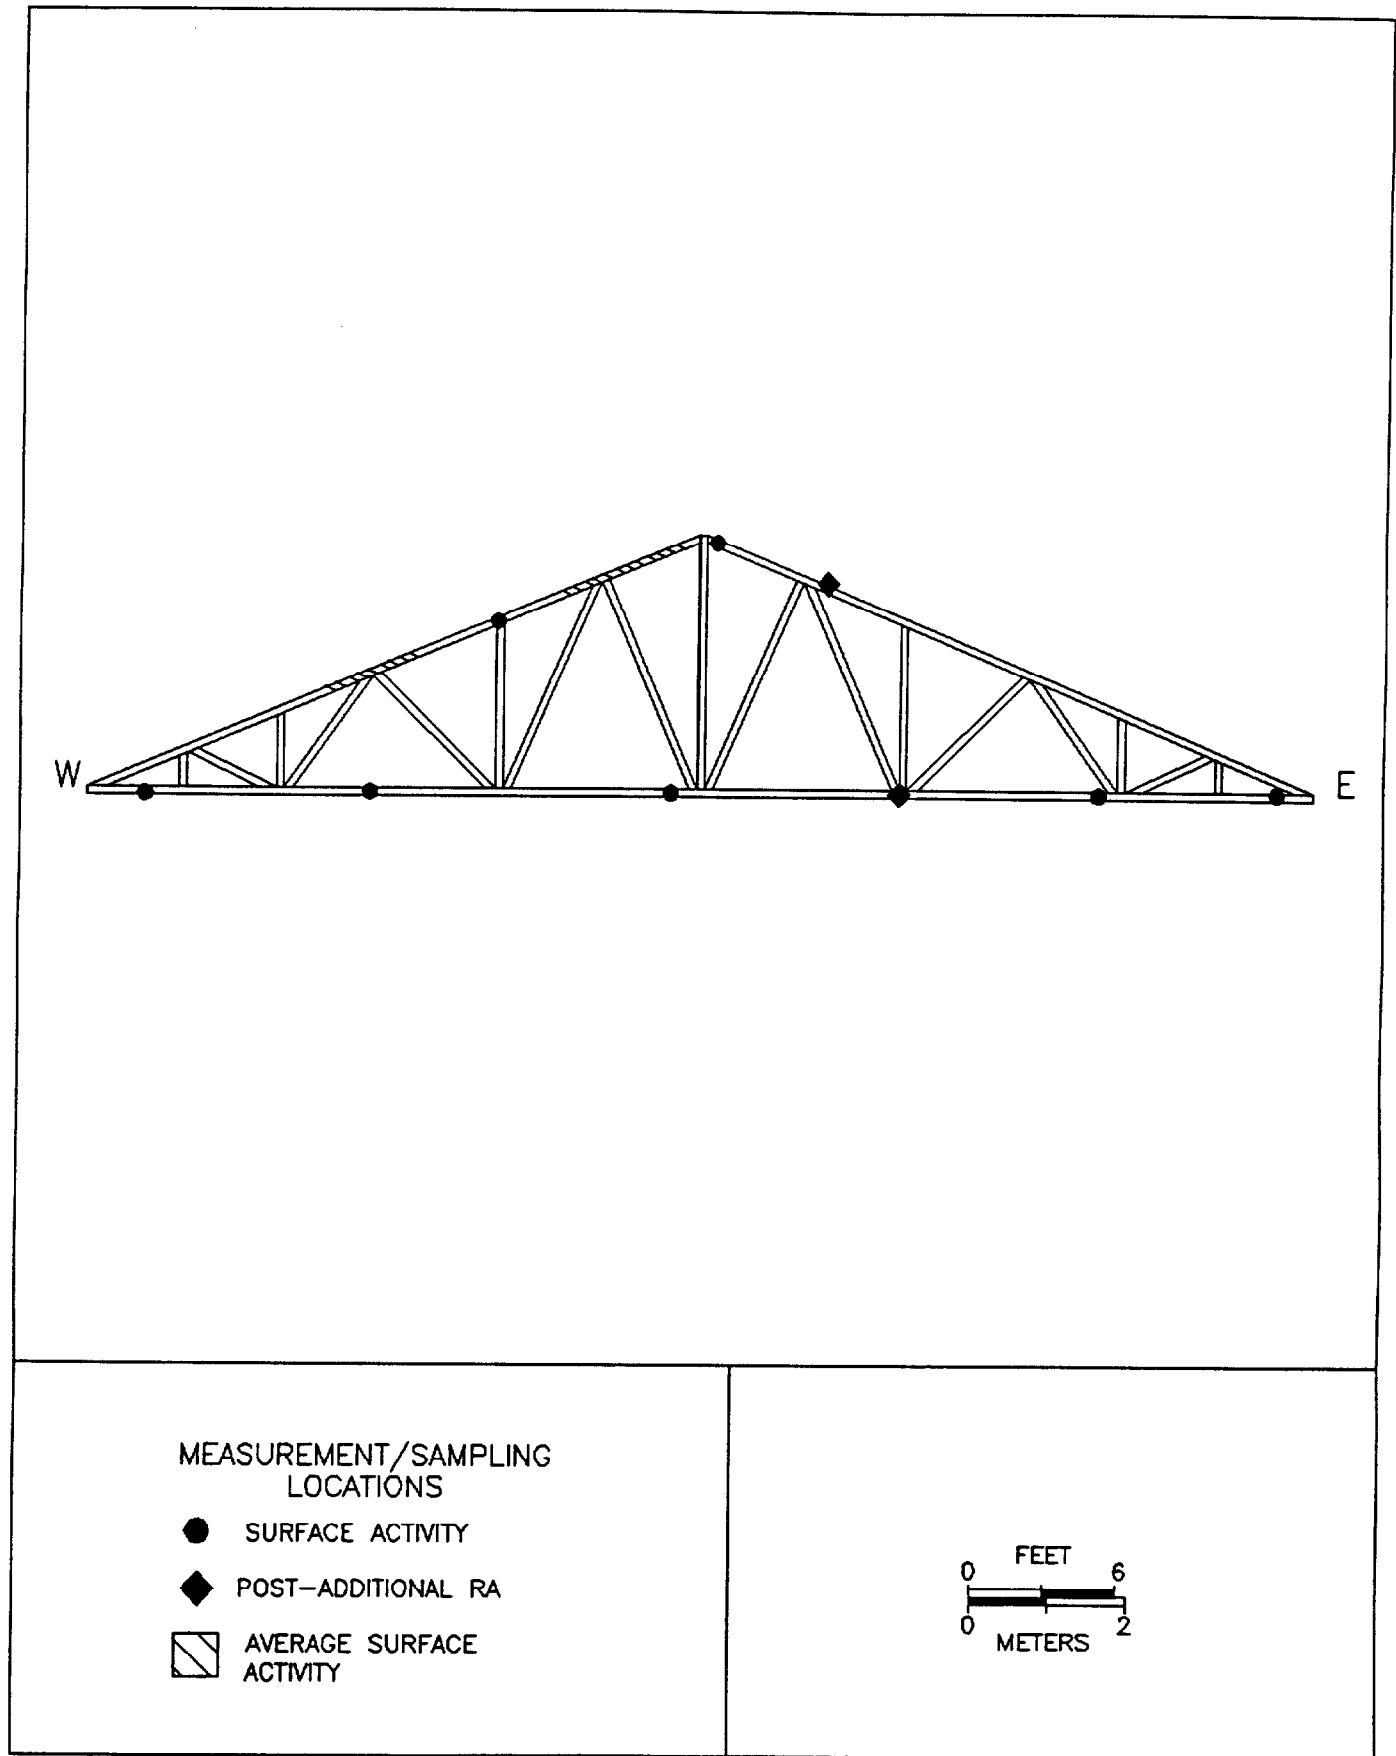 W
E
MEASUREMENT/SAMPLING
LOCATIONS
SURFACE ACTIVITY
POST-ADDITIONAL RA
AVERAGE SURFACE
ACTIVITY
FEET
0 6
0 2
METERS